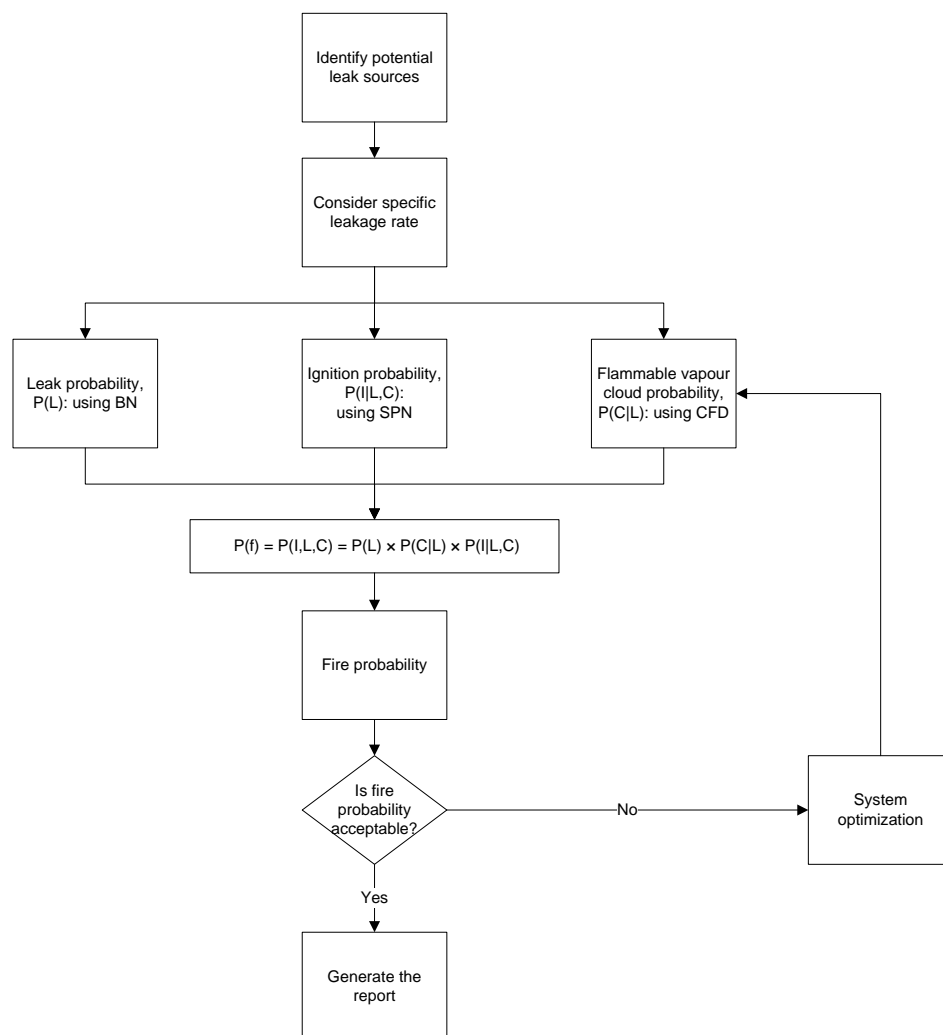 Identify potential
leak sources
Consider specific
leakage rate
Leak probability,
P(L): using BN
Ignition probability,
P(I|L,C):
using SPN
Flammable vapour
cloud probability,
P(C|L): using CFD
P(f) = P(I,L,C) = P(L) × P(C|L) × P(I|L,C)
Fire probability
Is fire
probability
acceptable?
No
System
optimization
Yes
Generate the
report